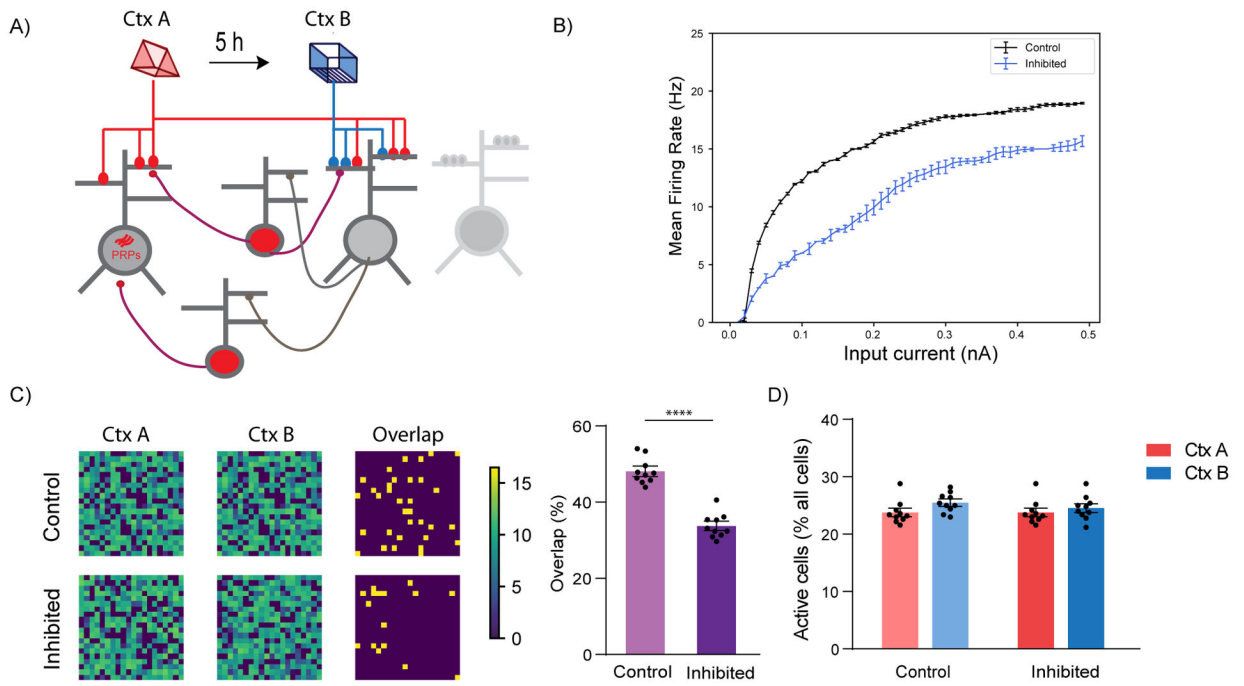 A)
Ctx A
Ctx B
5 h
PRPs
B)
Control
Inhibited
25
20
15
10
5
0
0.0
0.1
0.2
0.3
0.4
0.5
Mean Firing Rate (Hz)
Input current (nA)
C)
Ctx A
Ctx B
Overlap
Control
Inhibited
15
10
5
0
****
60
40
20
0
Overlap (%)
Control
Inhibited
D)
40
30
20
10
0
Active cells (% all cells)
Control
Inhibited
Ctx A
Ctx B